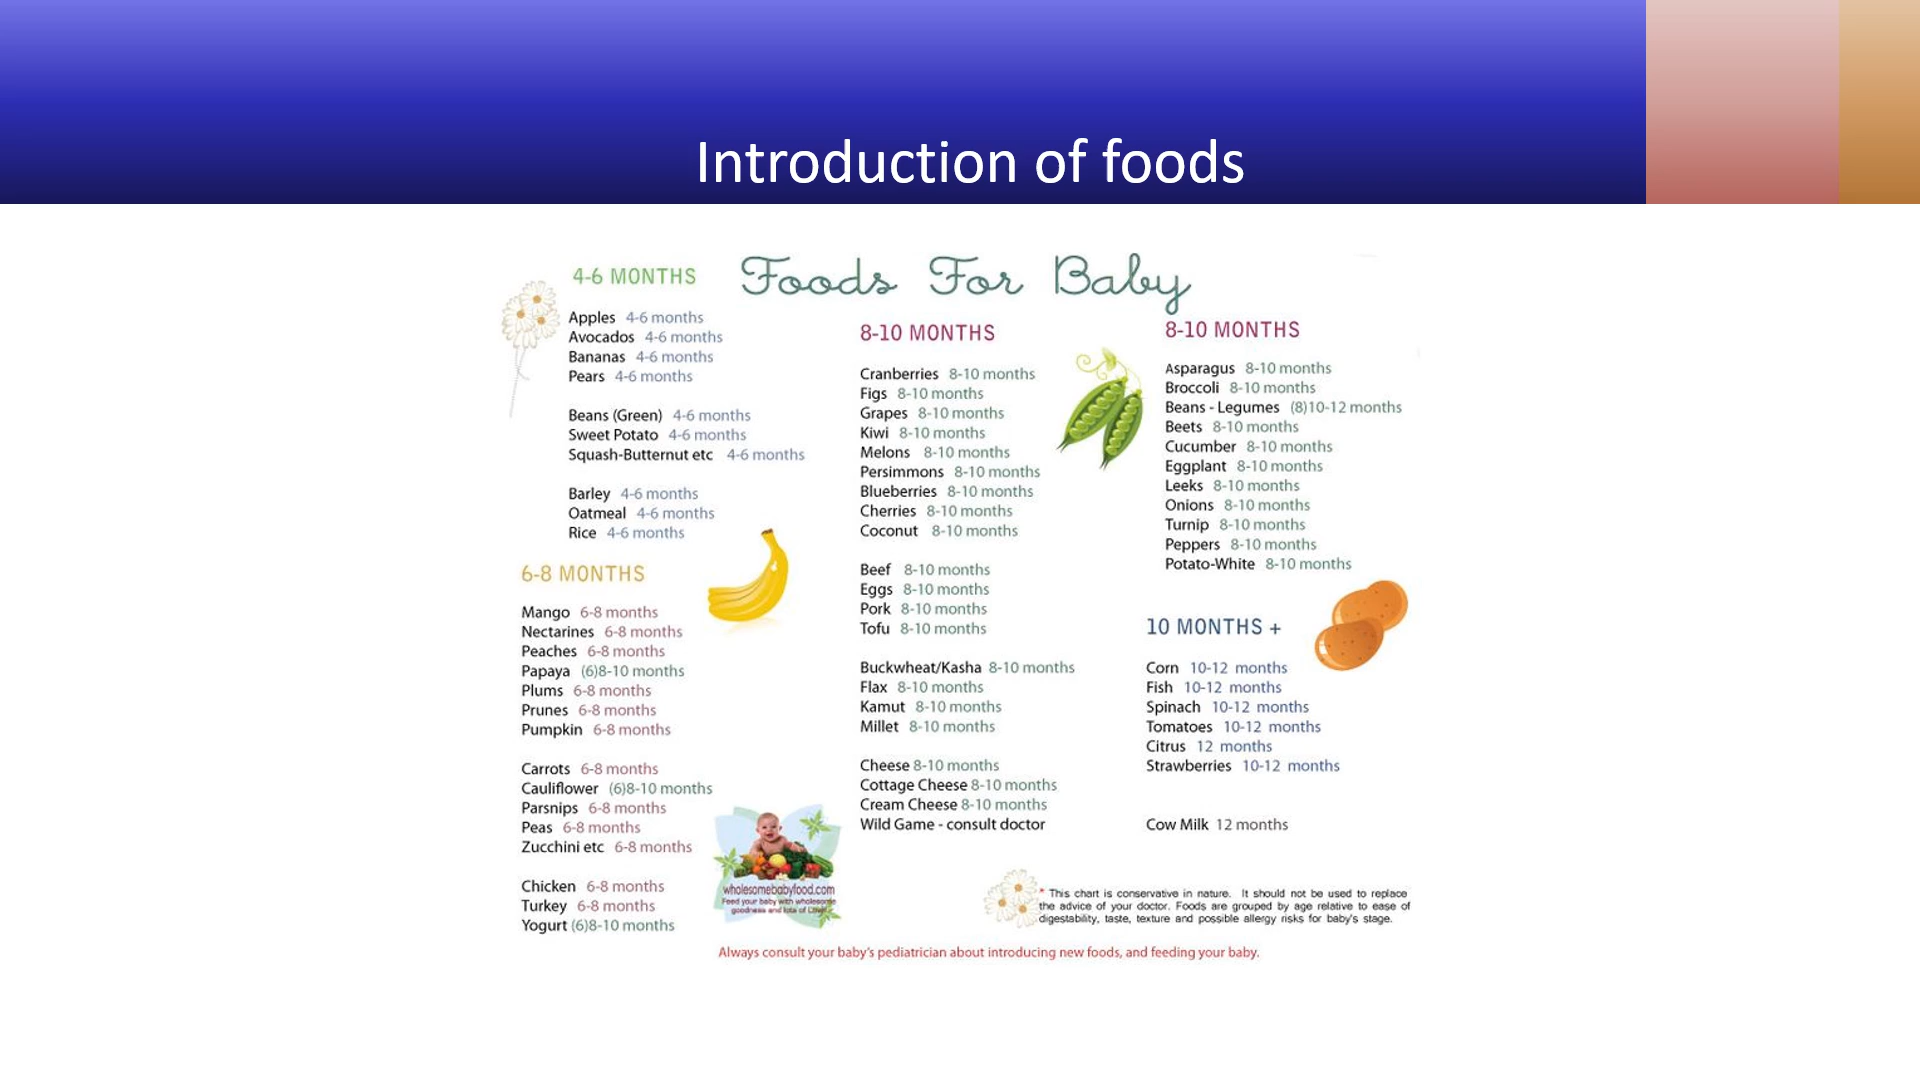 Introduction of foods
Foods For Baby
4-6 MONTHS
Apples 4-6 months
Avocados 4-6 months
Bananas 4-6 months
Pears 4-6 months
Beans (Green) 4-6 months
Sweet Potato 4-6 months
Squash-Butternut etc 4-6 months
Barley 4-6 months
Oatmeal 4-6 months
Rice 4-6 months
6-8 MONTHS
Mango 6-8 months
Nectarines 6-8 months
Peaches 6-8 months
Papaya (6)8-10 months
Plums 6-8 months
Prunes 6-8 months
Pumpkin 6-8 months
Carrots 6-8 months
Cauliflower (6)8-10 months
Parsnips 6-8 months
Peas 6-8 months
Zucchini etc 6-8 months
Chicken 6-8 months
Turkey 6-8 months
Yogurt (6)8-10 months
8-10 MONTHS
Cranberries 8-10 months
Figs 8-10 months
Grapes 8-10 months
Kiwi 8-10 months
Melons 8-10 months
Persimmons 8-10 months
Blueberries 8-10 months
Cherries 8-10 months
Coconut 8-10 months
Beef 8-10 months
Eggs 8-10 months
Pork 8-10 months
Tofu 8-10 months
Buckwheat/Kasha 8-10 months
Flax 8-10 months
Kamut 8-10 months
Millet 8-10 months
Cheese 8-10 months
Cottage Cheese 8-10 months
Cream Cheese 8-10 months
Wild Game - consult doctor
8-10 MONTHS
Asparagus 8-10 months
Broccoli 8-10 months
Beans - Legumes (8)10-12 months
Beets 8-10 months
Cucumber 8-10 months
Eggplant 8-10 months
Leeks 8-10 months
Onions 8-10 months
Turnip 8-10 months
Peppers 8-10 months
Potato-White 8-10 months
10 MONTHS +
Corn 10-12 months
Fish 10-12 months
Spinach 10-12 months
Tomatoes 10-12 months
Citrus 12 months
Strawberries 10-12 months
Cow Milk 12 months
wholesomebabyfood.com
Feed your baby with wholesome
goodness and lots of
* This chart is conservative in nature. It should not be used to replace
the advice of your doctor. Foods are grouped by age relative to ease of
digestability, taste, texture and possible allergy risks for baby's stage.
Always consult your baby's pediatrician about introducing new foods, and feeding your baby.